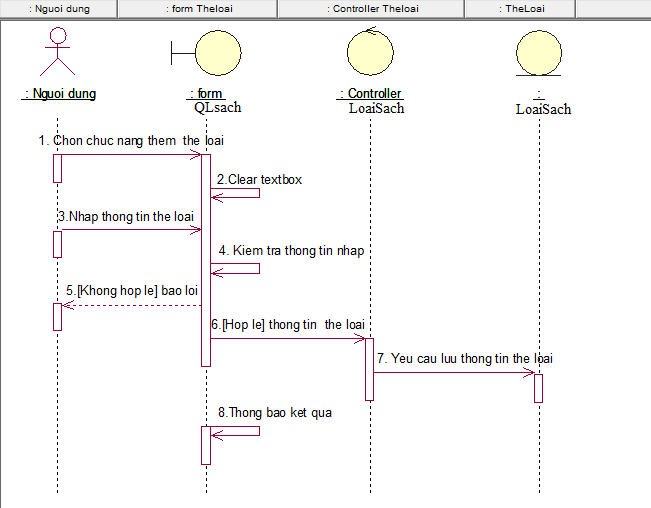 : Nguoi dung
: form Theloai
: Controller Theloai
: TheLoai
: Nguoi dung
: form
QLsach
: Controller
LoaiSach
:
LoaiSach
1. Chon chuc nang them the loai
2.Clear textbox
3.Nhap thong tin the loai
4. Kiem tra thong tin nhap
5.[Khong hop le] bao loi
6.[Hop le] thong tin the loai
7. Yeu cau luu thong tin the loai
8.Thong bao ket qua